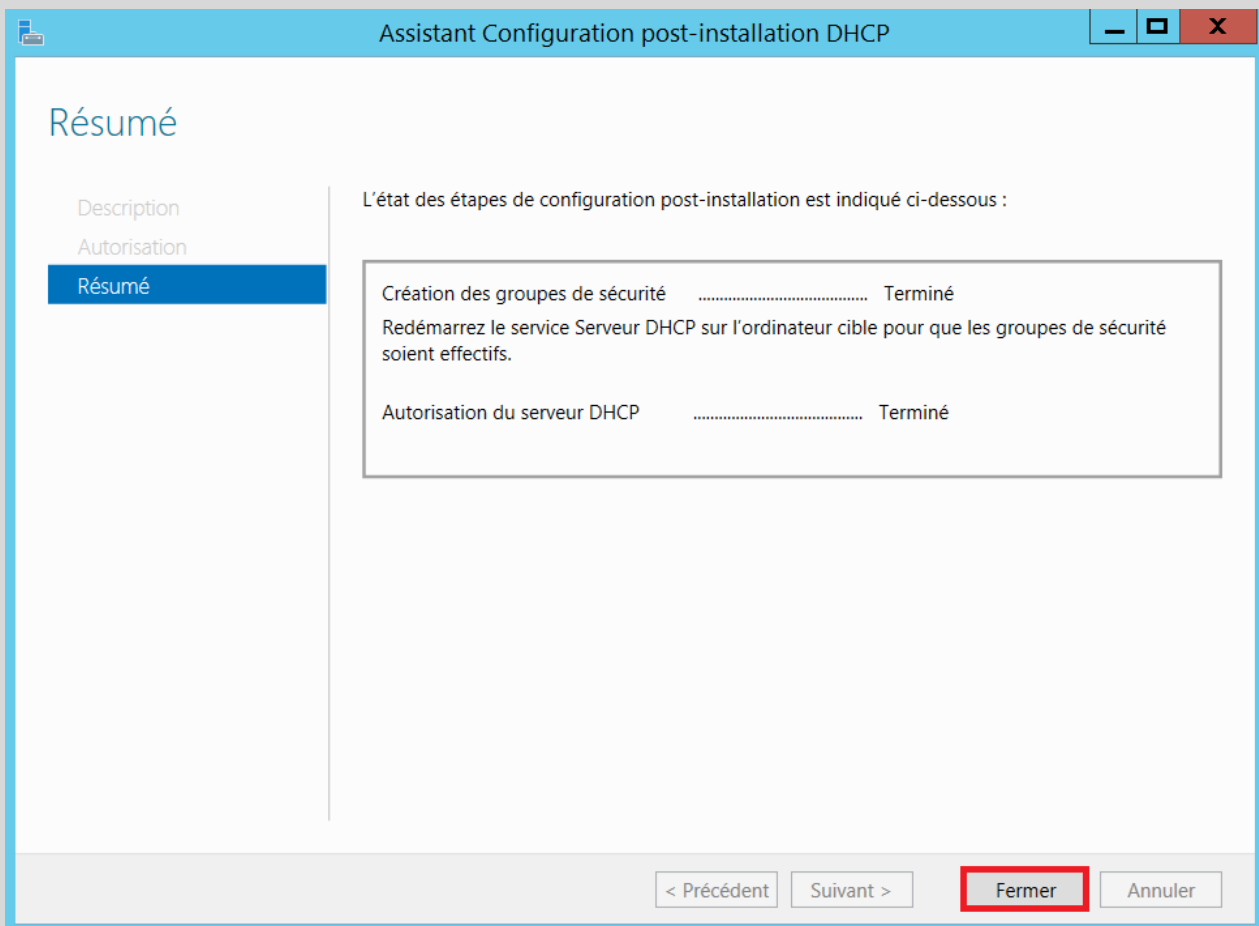 Assistant Configuration post-installation DHCP
Résumé
Description
Autorisation
Résumé
L'état des étapes de configuration post-installation est indiqué ci-dessous :
Création des groupes de sécurité ........................................ Terminé
Redémarrez le service Serveur DHCP sur l'ordinateur cible pour que les groupes de sécurité
soient effectifs.
Autorisation du serveur DHCP ........................................ Terminé
< Précédent Suivant > Fermer Annuler